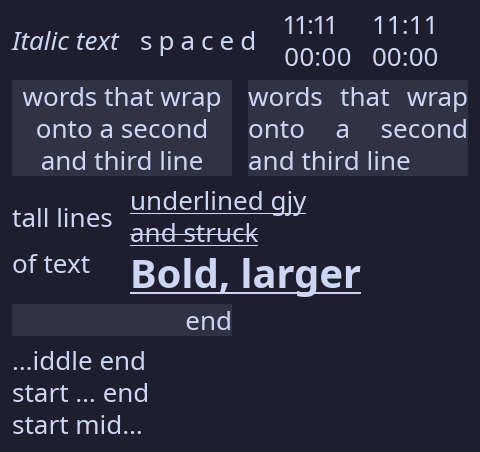 Italic text
spaced
11:11
00:00
11:11
00:00
words that wrap
onto a second
and third line
words that wrap
onto a second
and third line
tall lines
of text
underlined gjy
and struck
Bold, larger
end
…iddle end
start … end
start mid…